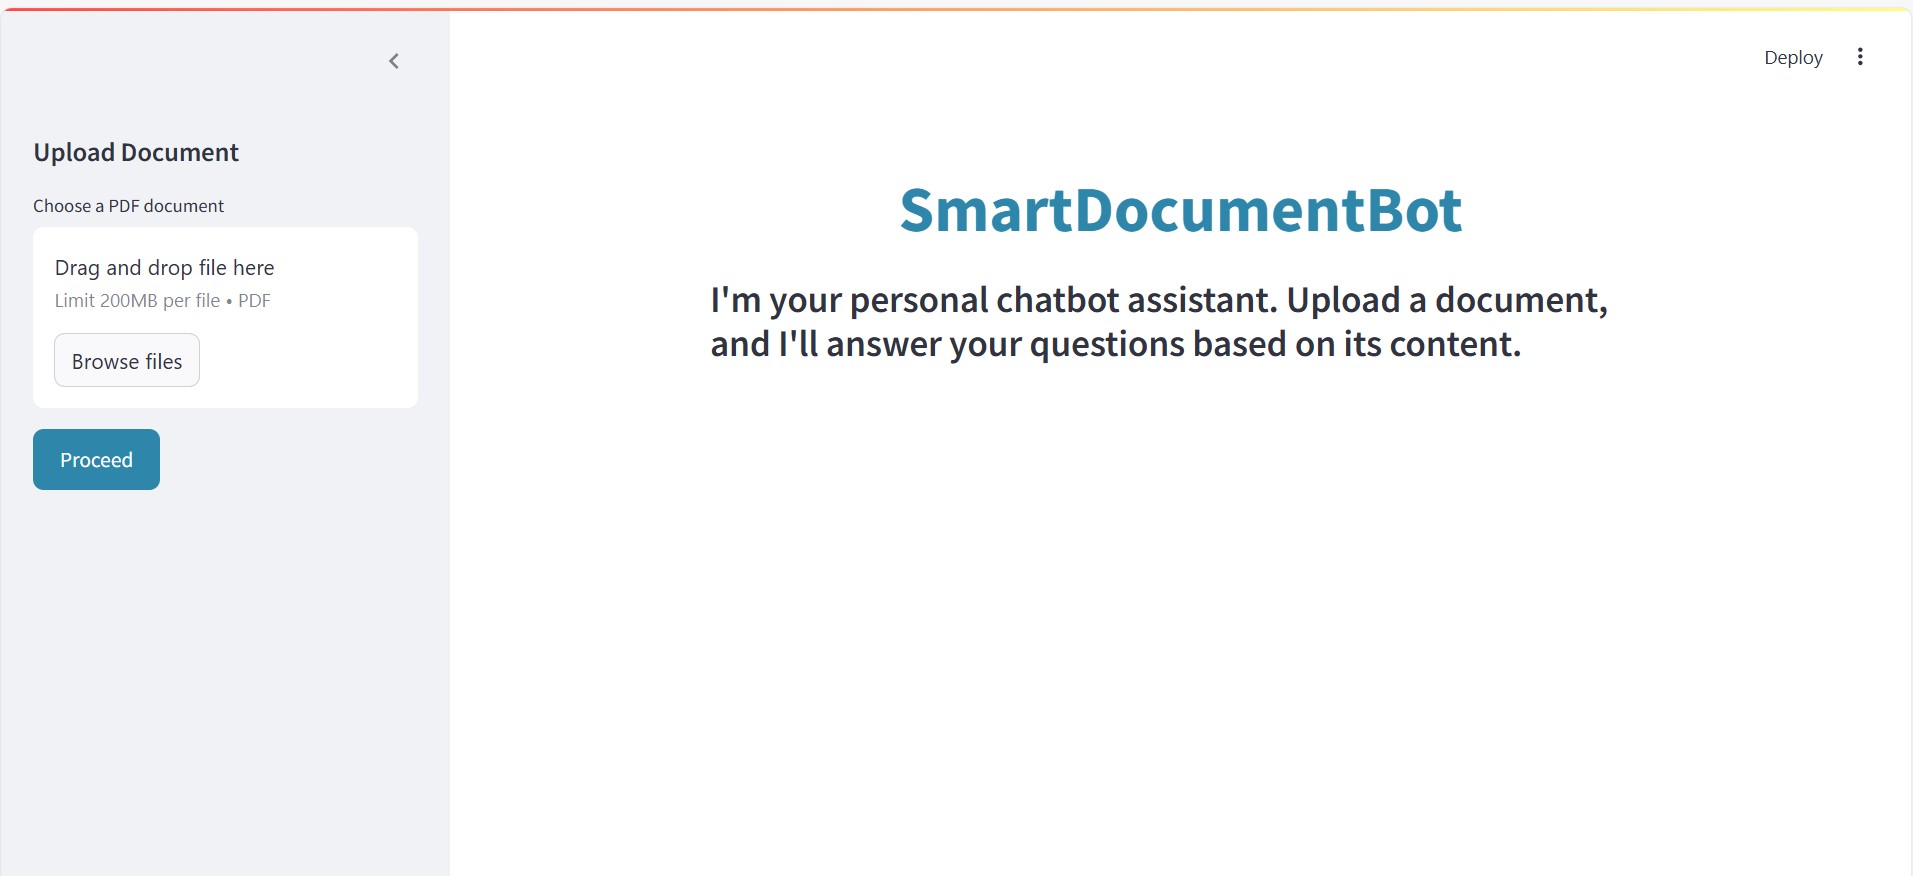 Deploy
Upload Document
Choose a PDF document
Drag and drop file here
Limit 200MB per file • PDF
Browse files
Proceed
SmartDocumentBot
I'm your personal chatbot assistant. Upload a document,
and I'll answer your questions based on its content.